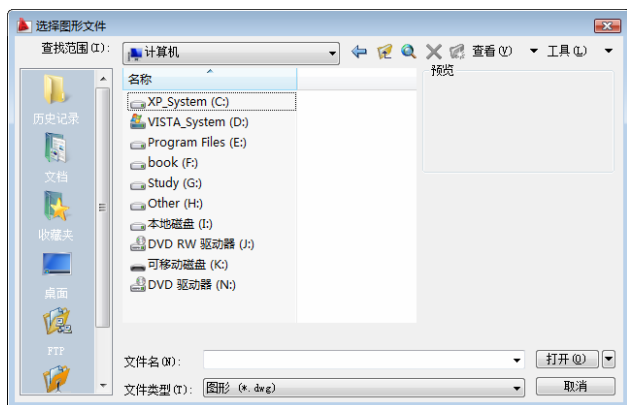 选择图形文件
查找范围(I): 计算机 查看(V) 工具(L)
历史记录
文档
收藏夹
桌面
FTP
名称
XP_System (C:)
VISTA_System (D:)
Program Files (E:)
book (F:)
Study (G:)
Other (H:)
本地磁盘 (I:)
DVD RW 驱动器 (J:)
可移动磁盘 (K:)
DVD 驱动器 (N:)
预览
文件名(N): 打开(O)
文件类型(T): 图形 (*.dwg) 取消